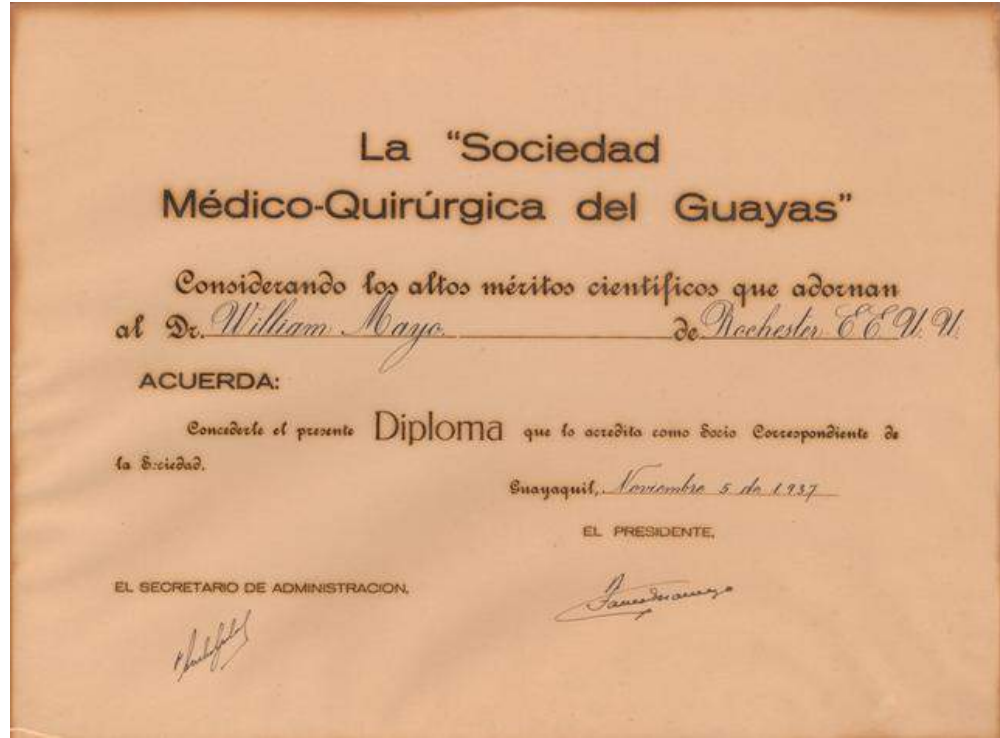 La "Sociedad
Médico-Quirúrgica del Guayas"
Considerando los altos méritos científicos que adornan
al Dr. William Mayo. de Rochester E E U. U.
ACUERDA:
Concederle el presente Diploma que lo acredita como Socio Correspondiente de
la Sociedad.
Guayaquil, Noviembre 5 de 1937
EL PRESIDENTE,
EL SECRETARIO DE ADMINISTRACION,